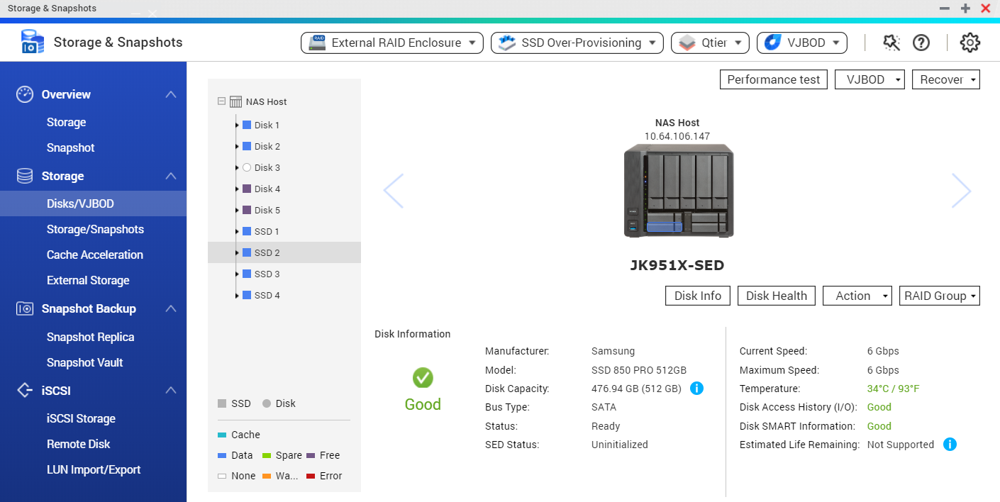 Storage & Snapshots
Storage & Snapshots
RAID
External RAID Enclosure
SSD Over-Provisioning
Qtier
VJBOD
Overview
Storage
Snapshot
Storage
Disks/VJBOD
Storage/Snapshots
Cache Acceleration
External Storage
Snapshot Backup
Snapshot Replica
Snapshot Vault
iSCSI
iSCSI Storage
Remote Disk
LUN Import/Export
NAS Host
Disk 1
Disk 2
Disk 3
Disk 4
Disk 5
SSD 1
SSD 2
SSD 3
SSD 4
SSD Disk
Cache
Data Spare Free
None Wa... Error
Performance test VJBOD Recover
NAS Host
10.64.106.147
JK951X-SED
Disk Info Disk Health Action RAID Group
Disk Information
Good
Manufacturer: Samsung
Model: SSD 850 PRO 512GB
Disk Capacity: 476.94 GB (512 GB)
Bus Type: SATA
Status: Ready
SED Status: Uninitialized
Current Speed: 6 Gbps
Maximum Speed: 6 Gbps
Temperature: 34°C / 93°F
Disk Access History (I/O): Good
Disk SMART Information: Good
Estimated Life Remaining: Not Supported